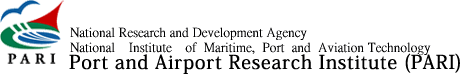 National Research and Development Agency
National Institute of Maritime, Port and Aviation Technology
Port and Airport Research Institute (PARI)
PARI